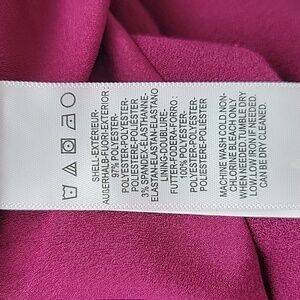 SHELL-EXTÉRIEUR-
AUßERHALB-FUORI-EXTERIOR:
97% POLYESTER-
POLYESTER-POLYESTER-
POLIESTERE-POLIÉSTER
3% SPANDEX-ELASTHANNE-
ELASTAN-ELASTAN-ELASTANO
LINING-DOUBLURE-
FUTTER-FODERA-FORRO:
100% POLYESTER-
POLYESTER-POLYESTER-
POLIESTERE-POLIÉSTER
MACHINE WASH COLD. NON-
CHLORINE BLEACH ONLY
WHEN NEEDED. TUMBLE DRY
LOW. LOW IRON IF NEEDED.
CAN BE DRY CLEANED.